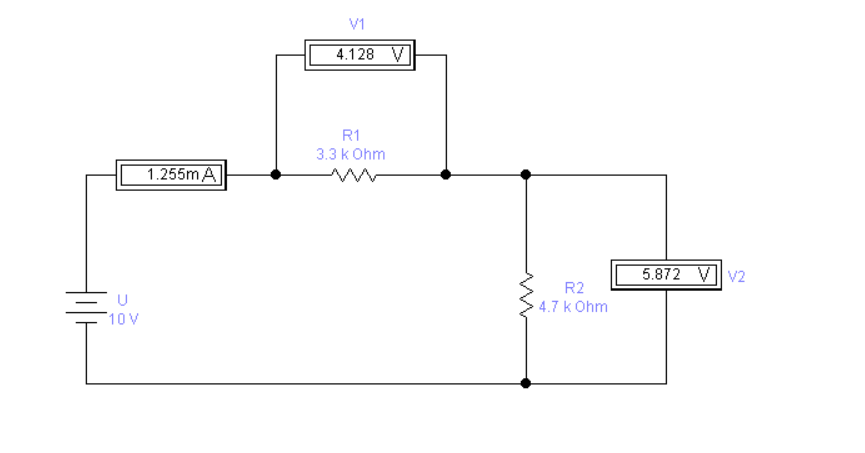 V1
4.128 V
R1
3.3 k Ohm
1.255m A
5.872 V
V2
R2
4.7 k Ohm
U
10 V